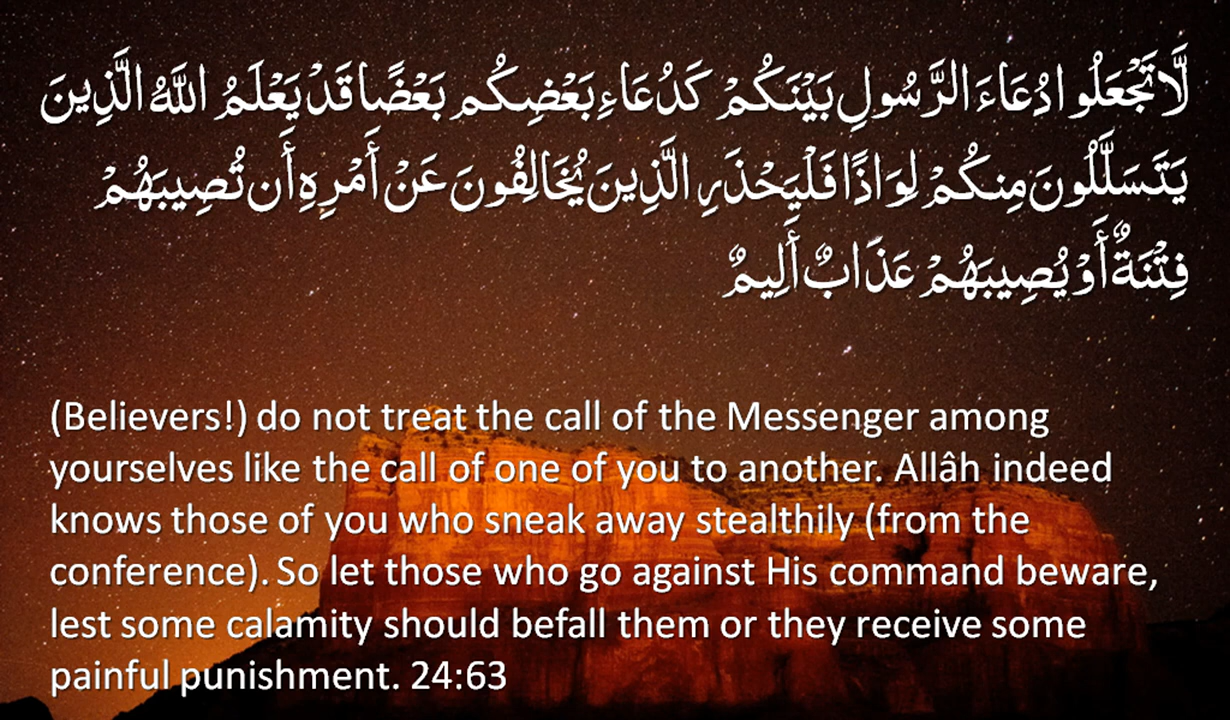 لَّا تَجْعَلُوا دُعَاءَ الرَّسُولِ بَيْنَكُمْ كَدُعَاءِ بَعْضِكُم بَعْضًا قَدْ يَعْلَمُ اللَّهُ الَّذِينَ
يَتَسَلَّلُونَ مِنكُمْ لِوَاذًا فَلْيَحْذَرِ الَّذِينَ يُخَالِفُونَ عَنْ أَمْرِهِ أَن تُصِيبَهُمْ
فِتْنَةٌ أَوْ يُصِيبَهُمْ عَذَابٌ أَلِيمٌ
(Believers!) do not treat the call of the Messenger among
yourselves like the call of one of you to another. Allâh indeed
knows those of you who sneak away stealthily (from the
conference). So let those who go against His command beware,
lest some calamity should befall them or they receive some
painful punishment. 24:63